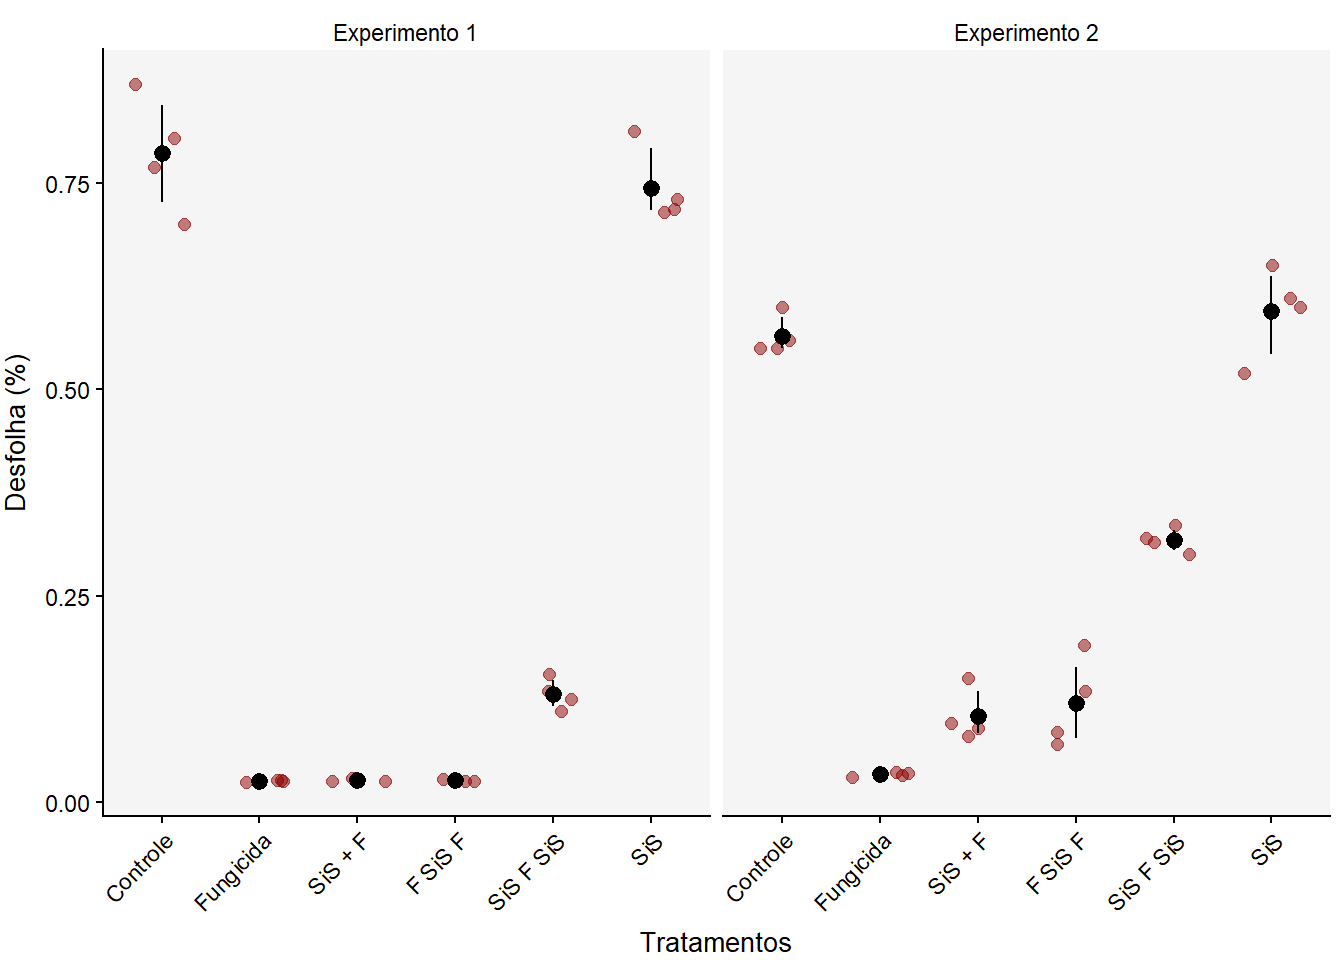 Experimento 1
Experimento 2
Desfolha (%)
0.75
0.50
0.25
0.00
Controle
Fungicida
SiS + F
F SiS F
SiS F SiS
SiS
Controle
Fungicida
SiS + F
F SiS F
SiS F SiS
SiS
Tratamentos